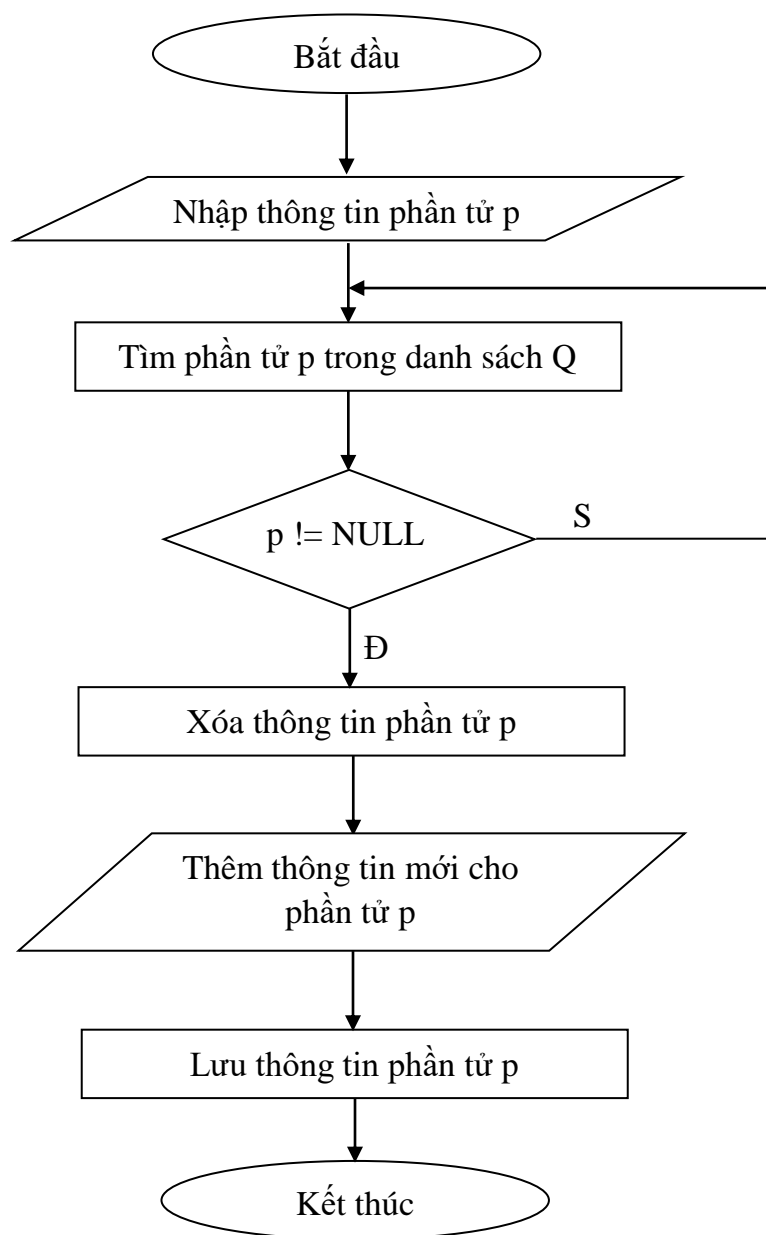 Bắt đầu
Nhập thông tin phần tử p
Tìm phần tử p trong danh sách Q
p != NULL
S
Đ
Xóa thông tin phần tử p
Thêm thông tin mới cho
phần tử p
Lưu thông tin phần tử p
Kết thúc